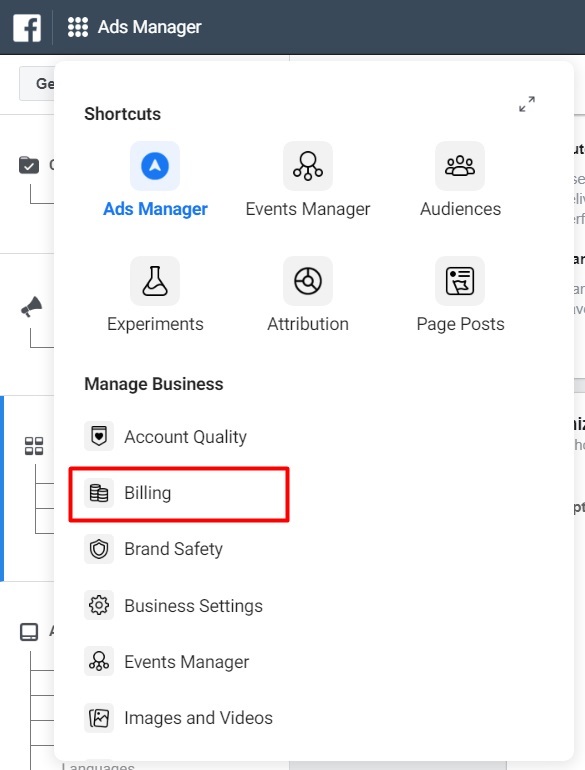 Ads Manager
Ge
Shortcuts
Ads Manager
Events Manager
Audiences
Experiments
Attribution
Page Posts
Manage Business
Account Quality
Billing
Brand Safety
Business Settings
Events Manager
Images and Videos
Languages